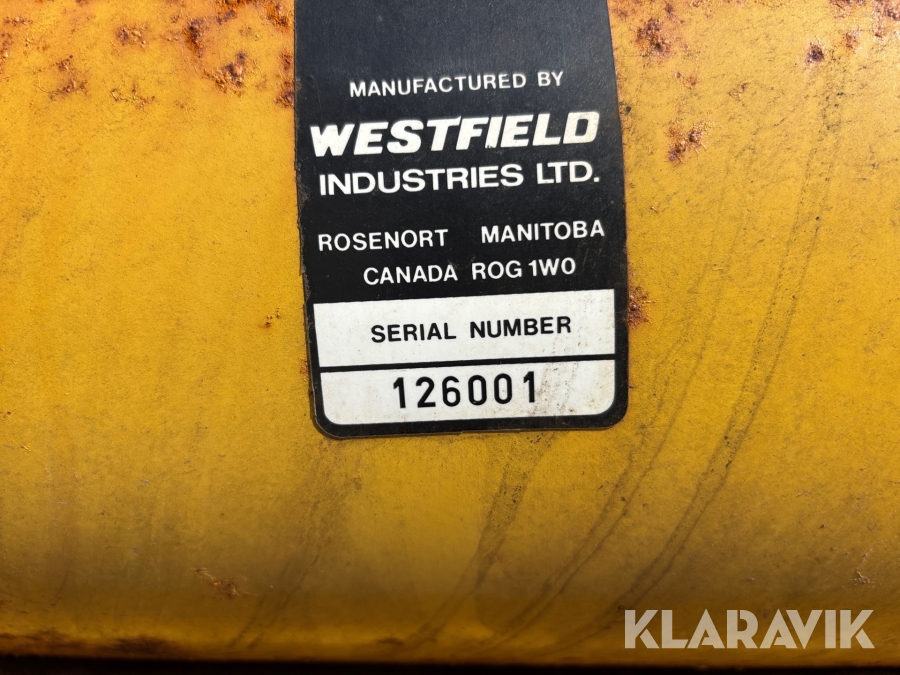 MANUFACTURED BY
WESTFIELD
INDUSTRIES LTD.
ROSENORT MANITOBA
CANADA ROG 1W0
SERIAL NUMBER
126001
KLARAVIK